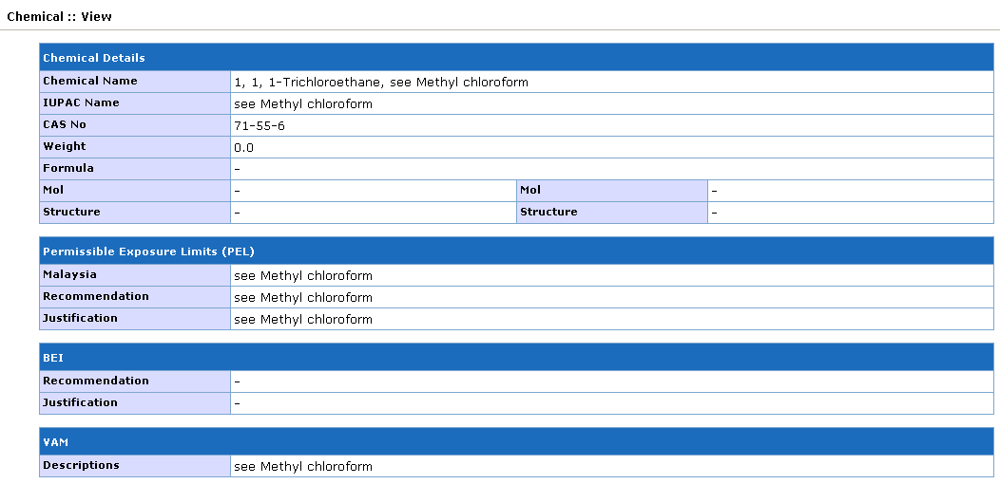 Chemical :: View
Chemical Details
Chemical Name 1, 1, 1-Trichloroethane, see Methyl chloroform
IUPAC Name see Methyl chloroform
CAS No 71-55-6
Weight 0.0
Formula -
Mol - Mol -
Structure - Structure -
Permissible Exposure Limits (PEL)
Malaysia see Methyl chloroform
Recommendation see Methyl chloroform
Justification see Methyl chloroform
BEI
Recommendation -
Justification -
VAM
Descriptions see Methyl chloroform